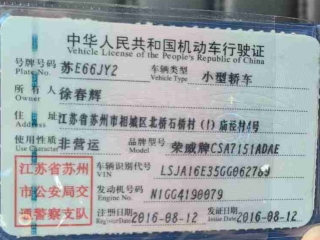 中华人民共和国机动车行驶证
Vehicle License of the People's Republic of China
号牌号码 苏E66JY2 车辆类型 小型轿车
Plate No. Vehicle Type
所有人 徐春辉
Owner
住址 江苏省苏州市相城区北桥石桥村(1)庙浜村4号
Address
使用性质 非营运 品牌型号 荣威牌CSA7151ADAE
Use Character Model
江苏省苏州市公安局交通警察支队
车辆识别代号 LSJA16E35GG062789
VIN
发动机号码 N1GG4190079
Engine No.
注册日期 2016-08-12 发证日期 2016-08-12
Register Date Issue Date